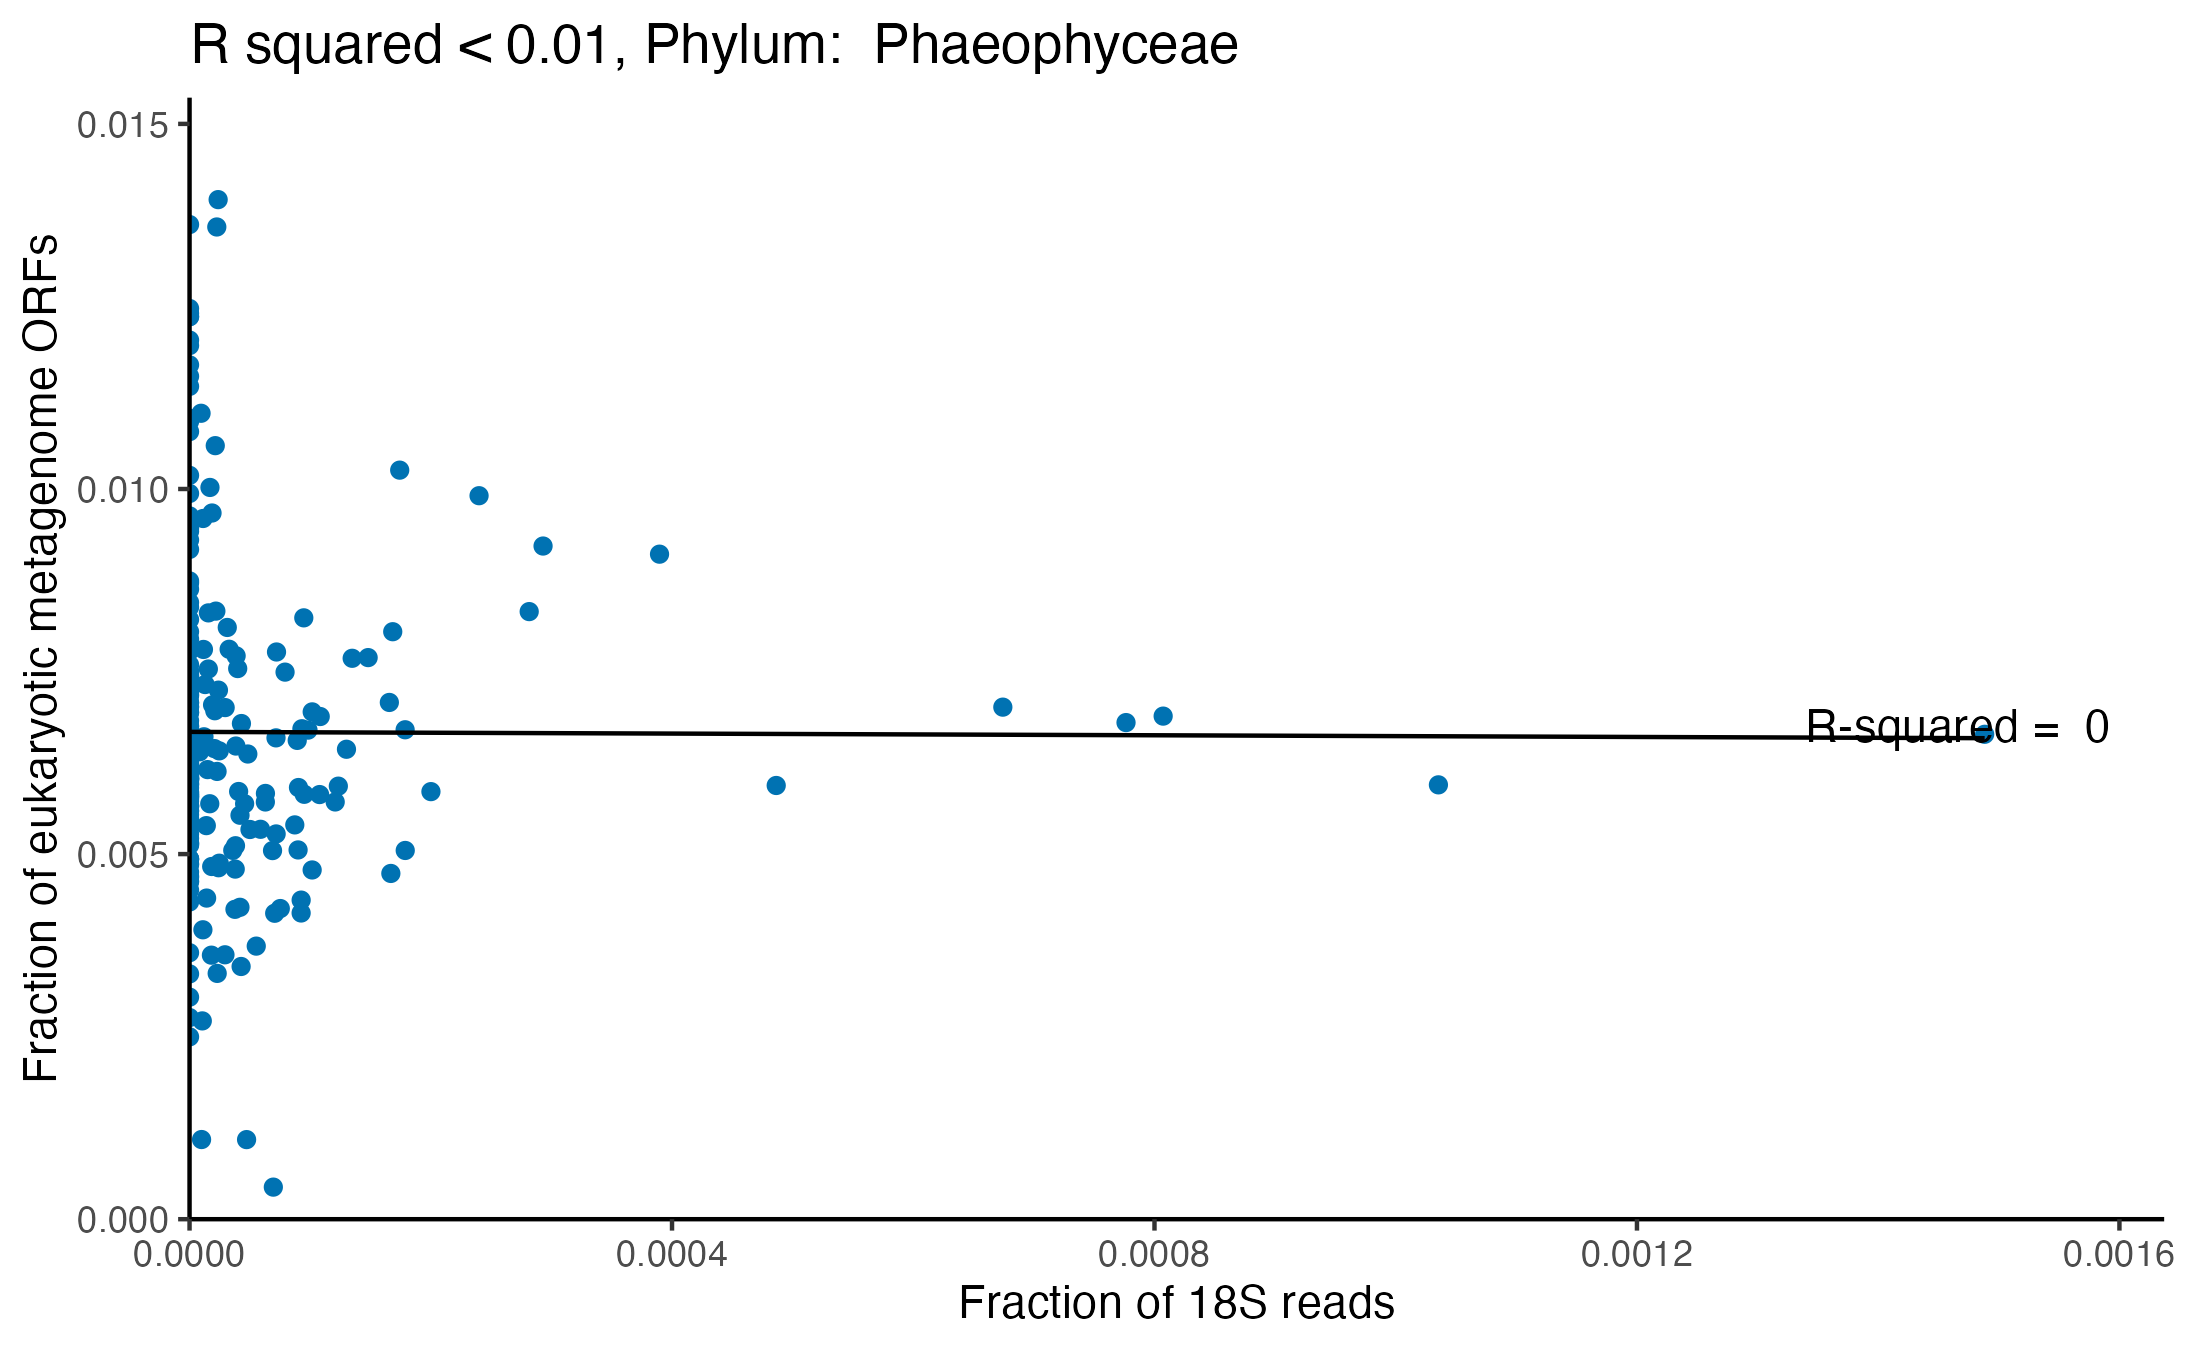 R squared < 0.01, Phylum:  Phaeophyceae
Fraction of eukaryotic metagenome ORFs
0.015
0.010
0.005
0.000
R-squared =  0
0.0000
0.0004
0.0008
0.0012
0.0016
Fraction of 18S reads